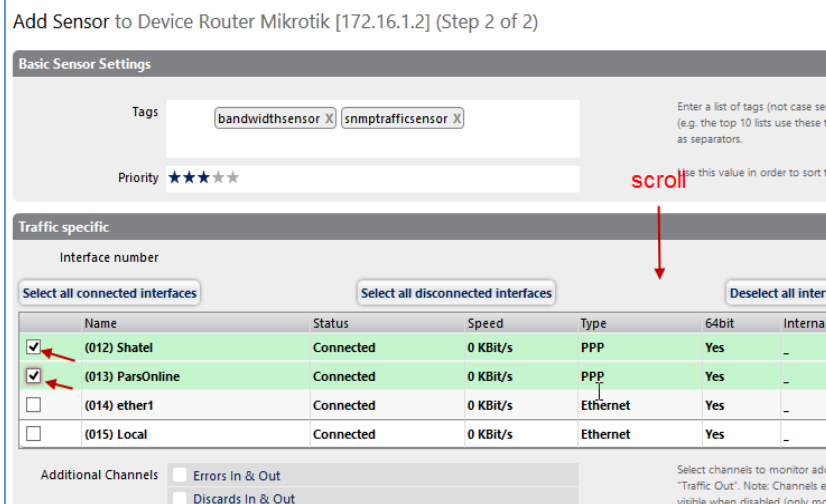 Add Sensor to Device Router Mikrotik [172.16.1.2] (Step 2 of 2)
Basic Sensor Settings
Tags
bandwidthsensor X snmptrafficsensor X
Enter a list of tags (not case se
(e.g. the top 10 lists use these t
as separators.
Priority
scroll
Use this value in order to sort t
Traffic specific
Interface number
Select all connected interfaces Select all disconnected interfaces Deselect all inter
Name Status Speed Type 64bit Interna
(012) Shatel Connected 0 KBit/s PPP Yes _
(013) ParsOnline Connected 0 KBit/s PPP Yes _
(014) ether1 Connected 0 KBit/s Ethernet Yes _
(015) Local Connected 0 KBit/s Ethernet Yes _
Additional Channels Errors In & Out
Discards In & Out
Select channels to monitor add
"Traffic Out". Note: Channels e
visible when disabled (only mo